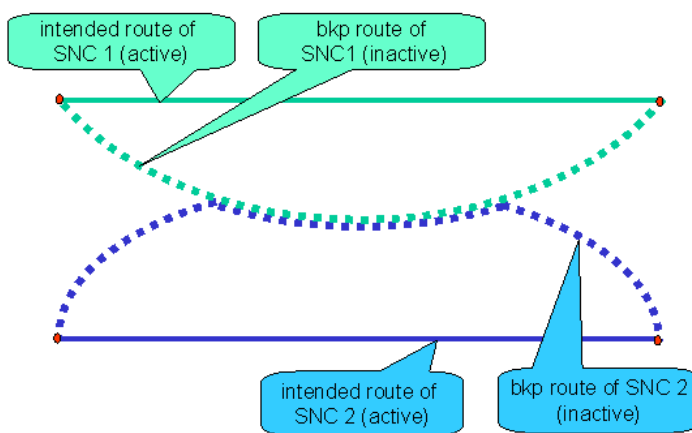 intended route of
SNC 1 (active)
bkp route of
SNC1 (inactive)
intended route of
SNC 2 (active)
bkp route of SNC 2
(inactive)